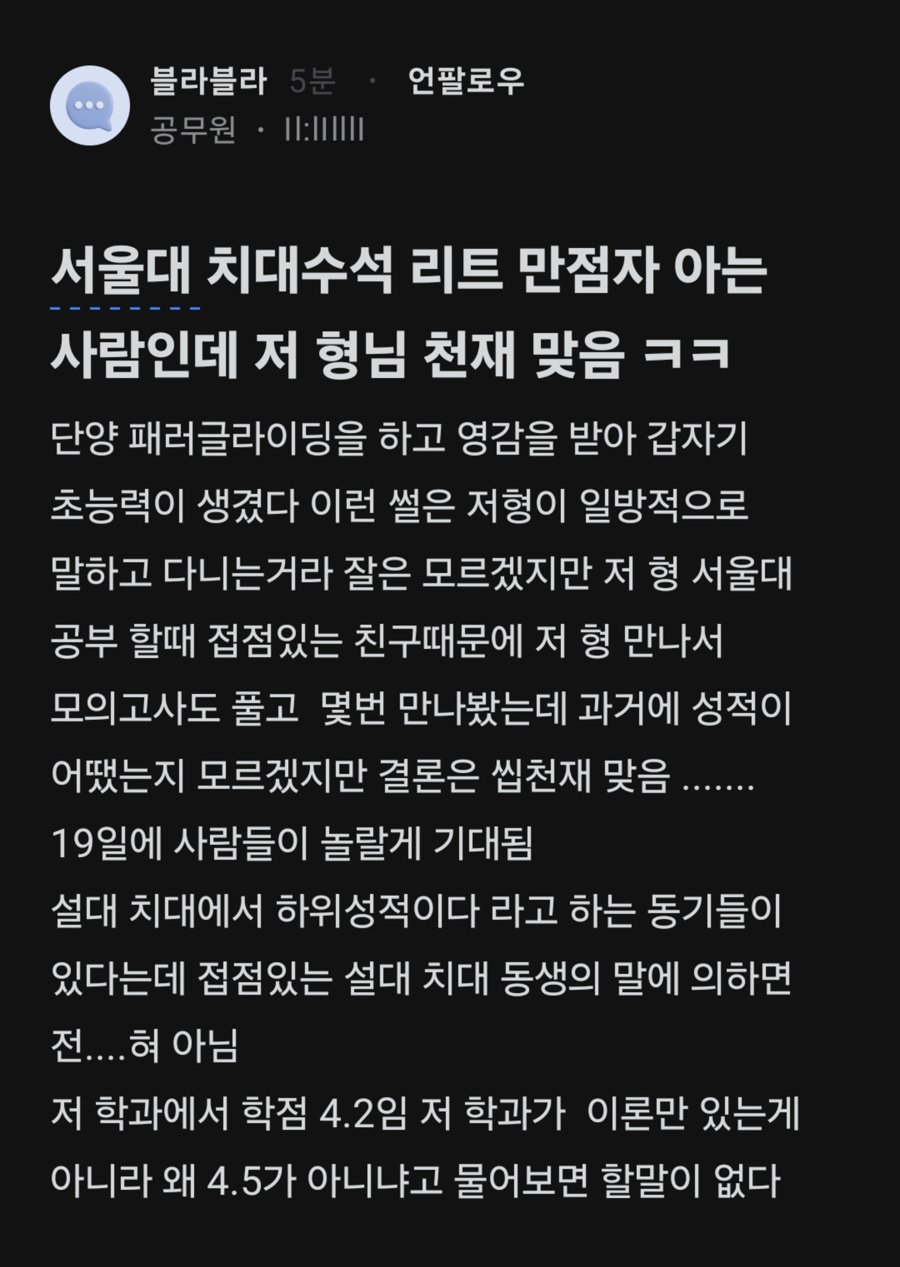 블라블라 5분 · 언팔로우
공무원 · ll:llllll
서울대 치대수석 리트 만점자 아는
사람인데 저 형님 천재 맞음 ㅋㅋ
단양 패러글라이딩을 하고 영감을 받아 갑자기
초능력이 생겼다 이런 썰은 저형이 일방적으로
말하고 다니는거라 잘은 모르겠지만 저 형 서울대
공부 할때 접점있는 친구때문에 저 형 만나서
모의고사도 풀고 몇번 만나봤는데 과거에 성적이
어땠는지 모르겠지만 결론은 씹천재 맞음 .......
19일에 사람들이 놀랄게 기대됨
설대 치대에서 하위성적이다 라고 하는 동기들이
있다는데 접점있는 설대 치대 동생의 말에 의하면
전....혀 아님
저 학과에서 학점 4.2임 저 학과가 이론만 있는게
아니라 왜 4.5가 아니냐고 물어보면 할말이 없다